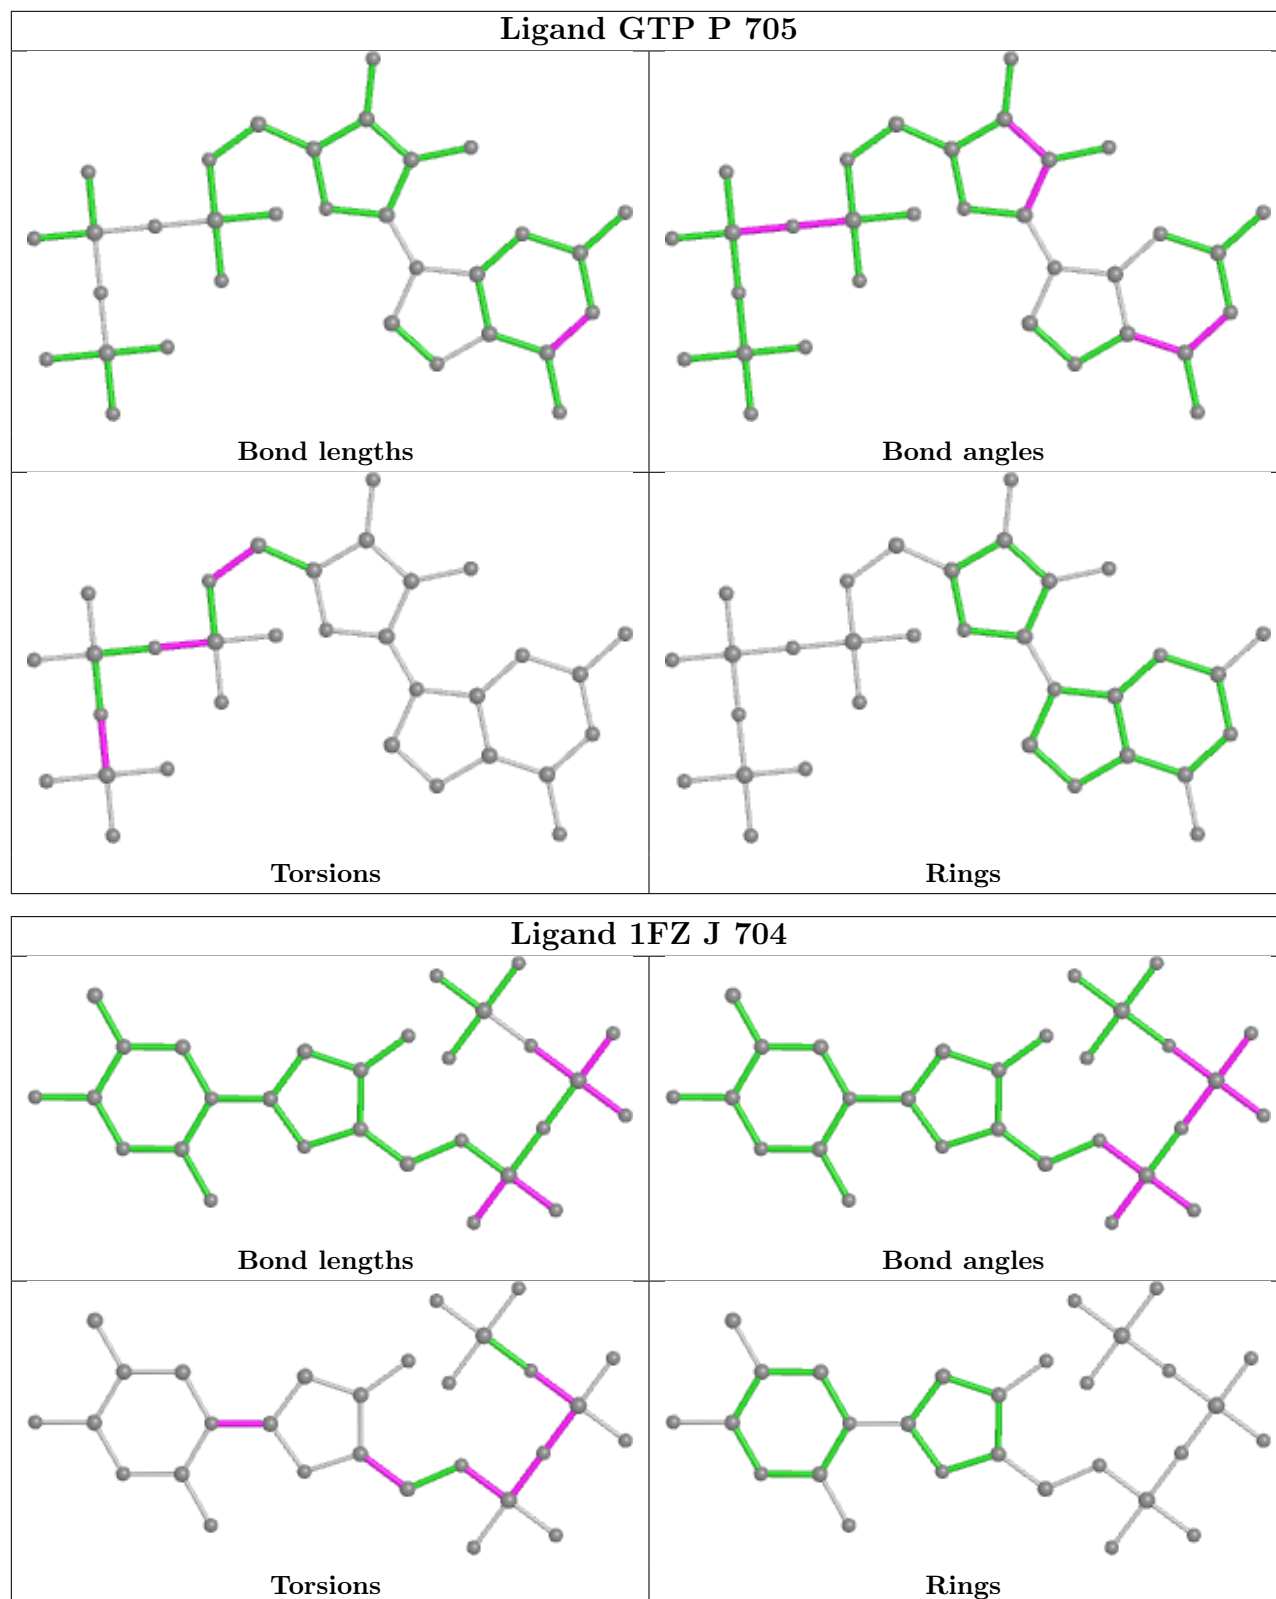 Ligand GTP P 705
Bond lengths
Bond angles
Torsions
Rings
Ligand 1FZ J 704
Bond lengths
Bond angles
Torsions
Rings